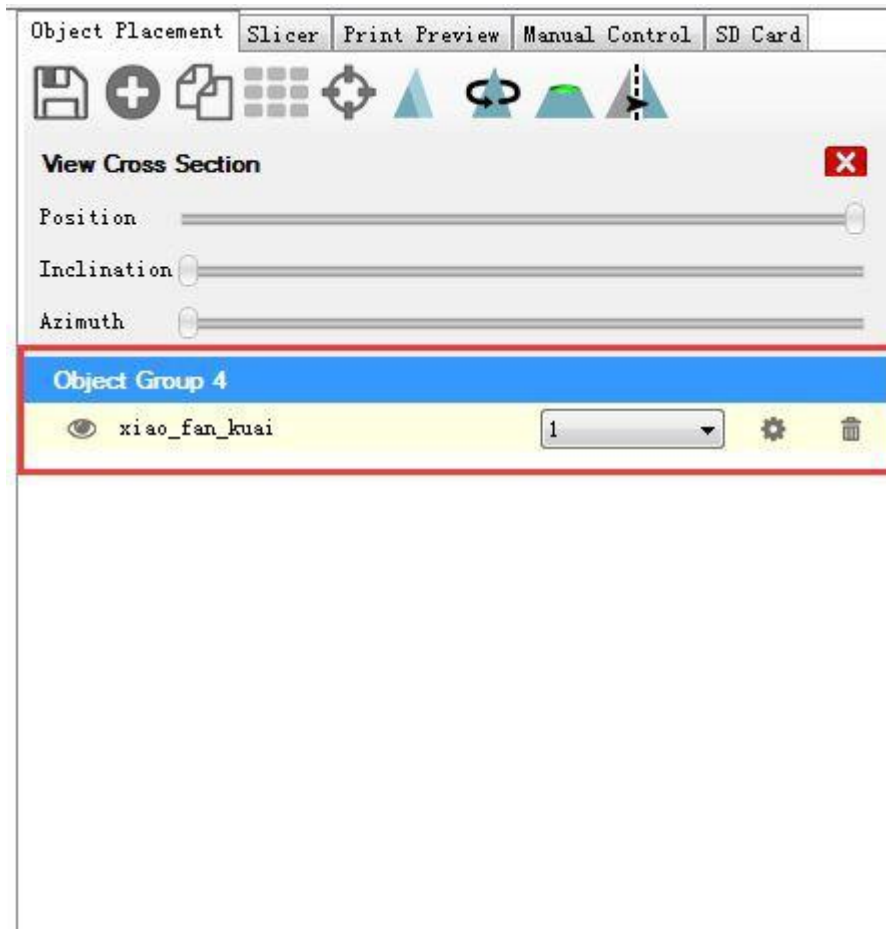 Object Placement Slicer Print Preview Manual Control SD Card
View Cross Section
Position
Inclination
Azimuth
Object Group 4
xiao_fan_kuai 1